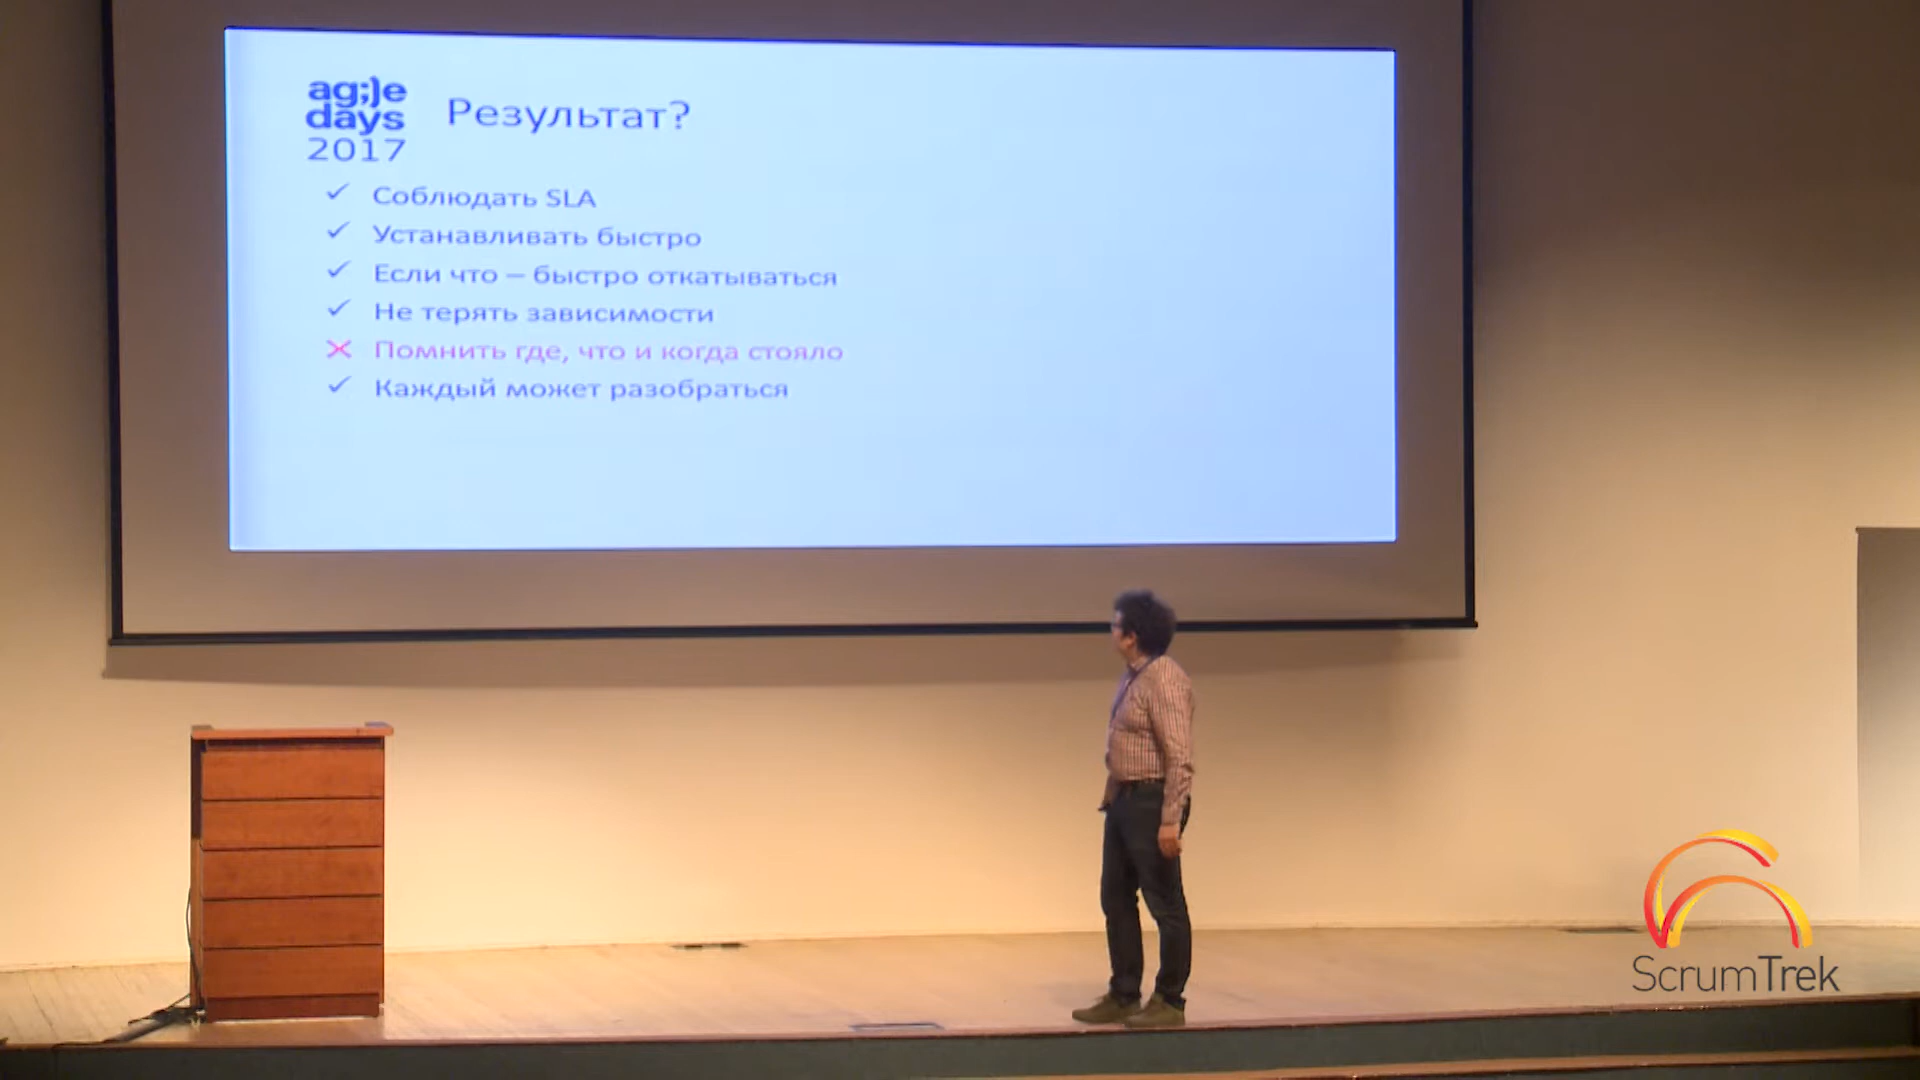 ag;)e
days
2017
Результат?
✓ Соблюдать SLA
✓ Устанавливать быстро
✓ Если что – быстро откатываться
✓ Не терять зависимости
✕ Помнить где, что и когда стояло
✓ Каждый может разобраться
ScrumTrek